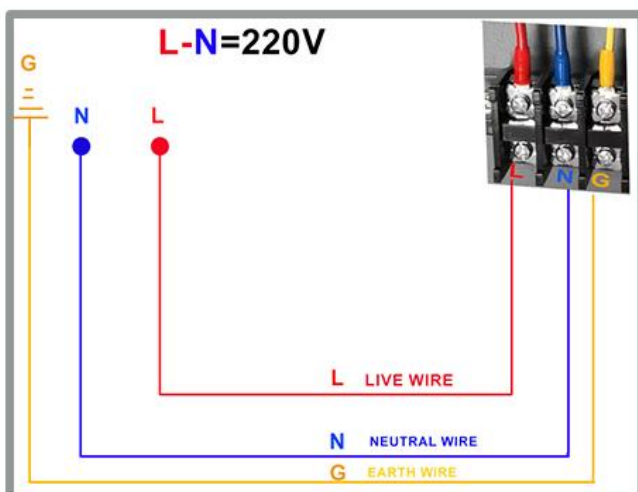 L-N=220V
G
N L
L N G
L LIVE WIRE
N NEUTRAL WIRE
G EARTH WIRE